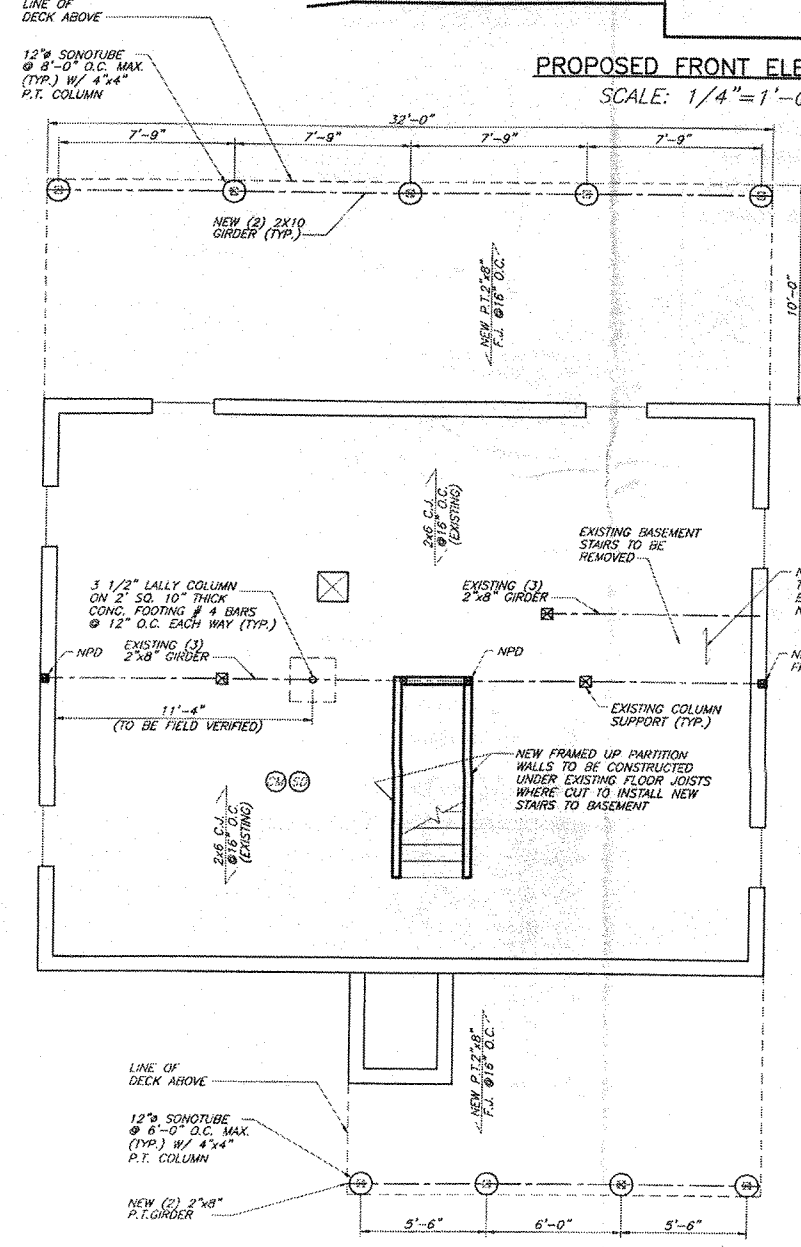 LINE OF
DECK ABOVE
12"ø SONOTUBE
@ 8'-0" O.C. MAX.
(TYP.) W/ 4"x4"
P.T. COLUMN
PROPOSED FRONT ELE
SCALE: 1/4"=1'-0
32'-0"
7'-9"
7'-9"
7'-9"
7'-9"
NEW (2) 2X10
GIRDER (TYP.)
NEW P.T.2"x8"
F.J. @16" O.C.
10'-0"
2x6 C.J.
@16" O.C.
(EXISTING)
EXISTING BASEMENT
STAIRS TO BE
REMOVED
3 1/2" LALLY COLUMN
ON 2' SQ. 10" THICK
CONC. FOOTING # 4 BARS
@ 12" O.C. EACH WAY (TYP.)
EXISTING (3)
2"x8" GIRDER
NPD
EXISTING (3)
2"x8" GIRDER
NPD
11'-4"
(TO BE FIELD VERIFIED)
EXISTING COLUMN
SUPPORT (TYP.)
NEW FRAMED UP PARTITION
WALLS TO BE CONSTRUCTED
UNDER EXISTING FLOOR JOISTS
WHERE CUT TO INSTALL NEW
STAIRS TO BASEMENT
CM SD
2x6 C.J.
@16" O.C.
(EXISTING)
NEW P.T.2"x8"
F.J. @16" O.C.
LINE OF
DECK ABOVE
12"ø SONOTUBE
@ 6'-0" O.C. MAX.
(TYP.) W/ 4"x4"
P.T. COLUMN
NEW (2) 2"x8"
P.T.GIRDER
5'-6"
6'-0"
5'-6"